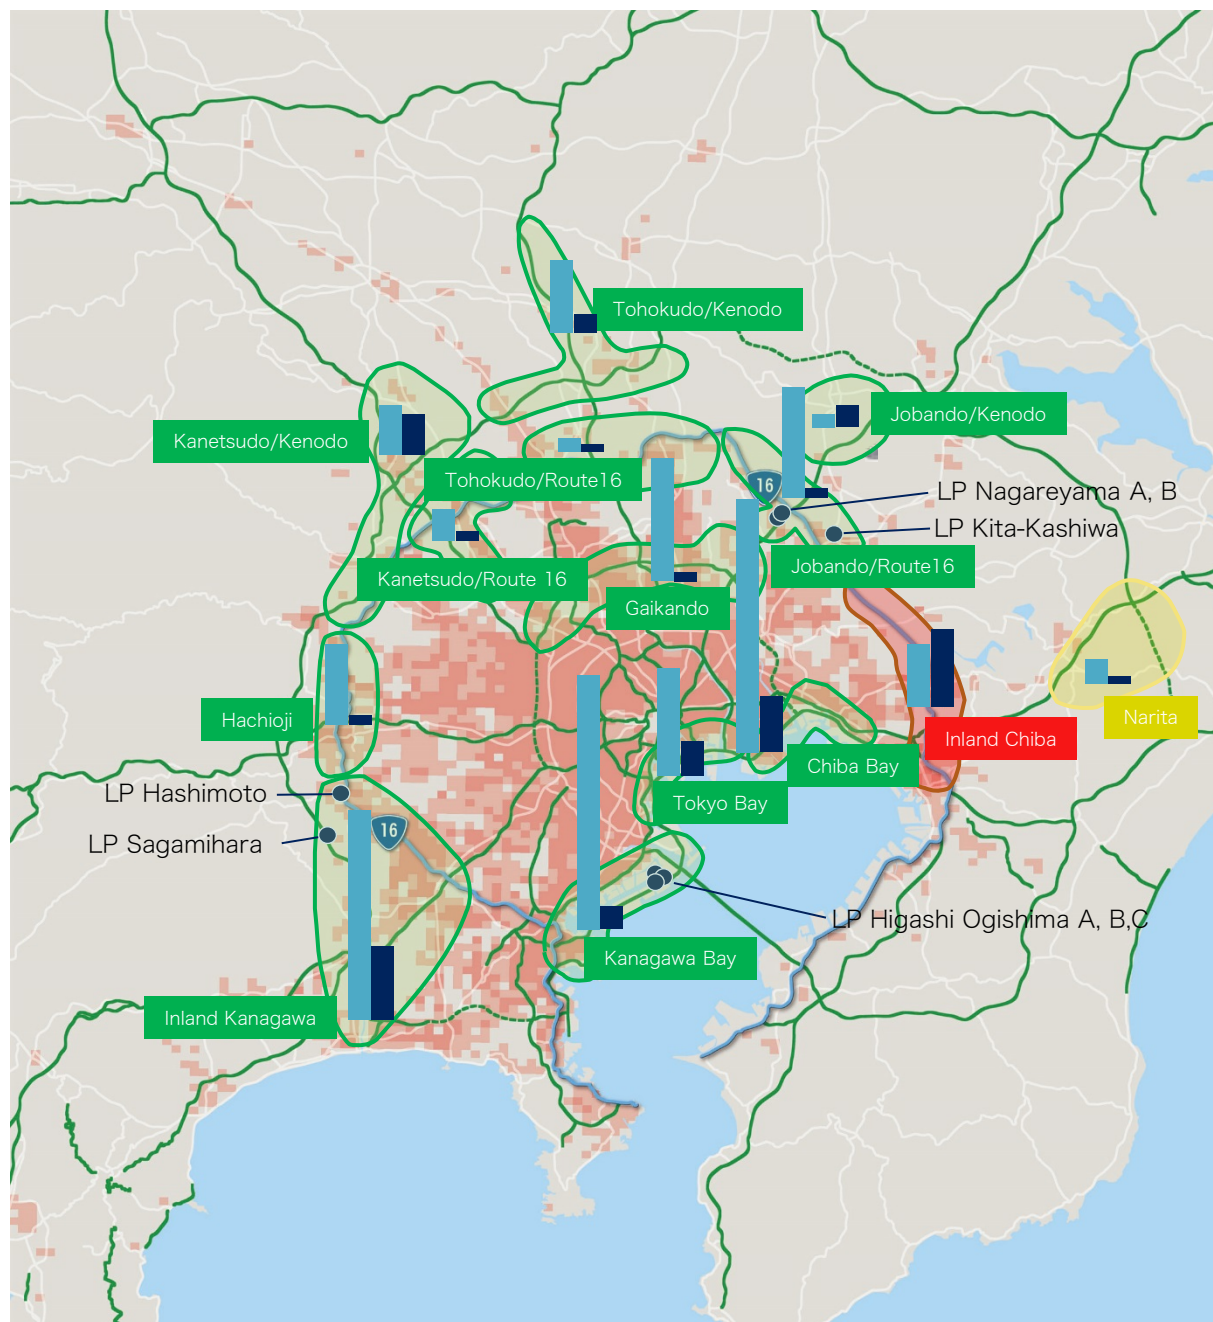 Tohokudo/Kenodo
Jobando/Kenodo
Kanetsudo/Kenodo
Tohokudo/Route16
16
LP Nagareyama A, B
LP Kita-Kashiwa
Jobando/Route16
Kanetsudo/Route 16
Gaikando
Hachioji
Narita
Inland Chiba
Chiba Bay
LP Hashimoto
Tokyo Bay
16
LP Sagamihara
LP Higashi Ogishima A, B,C
Kanagawa Bay
Inland Kanagawa